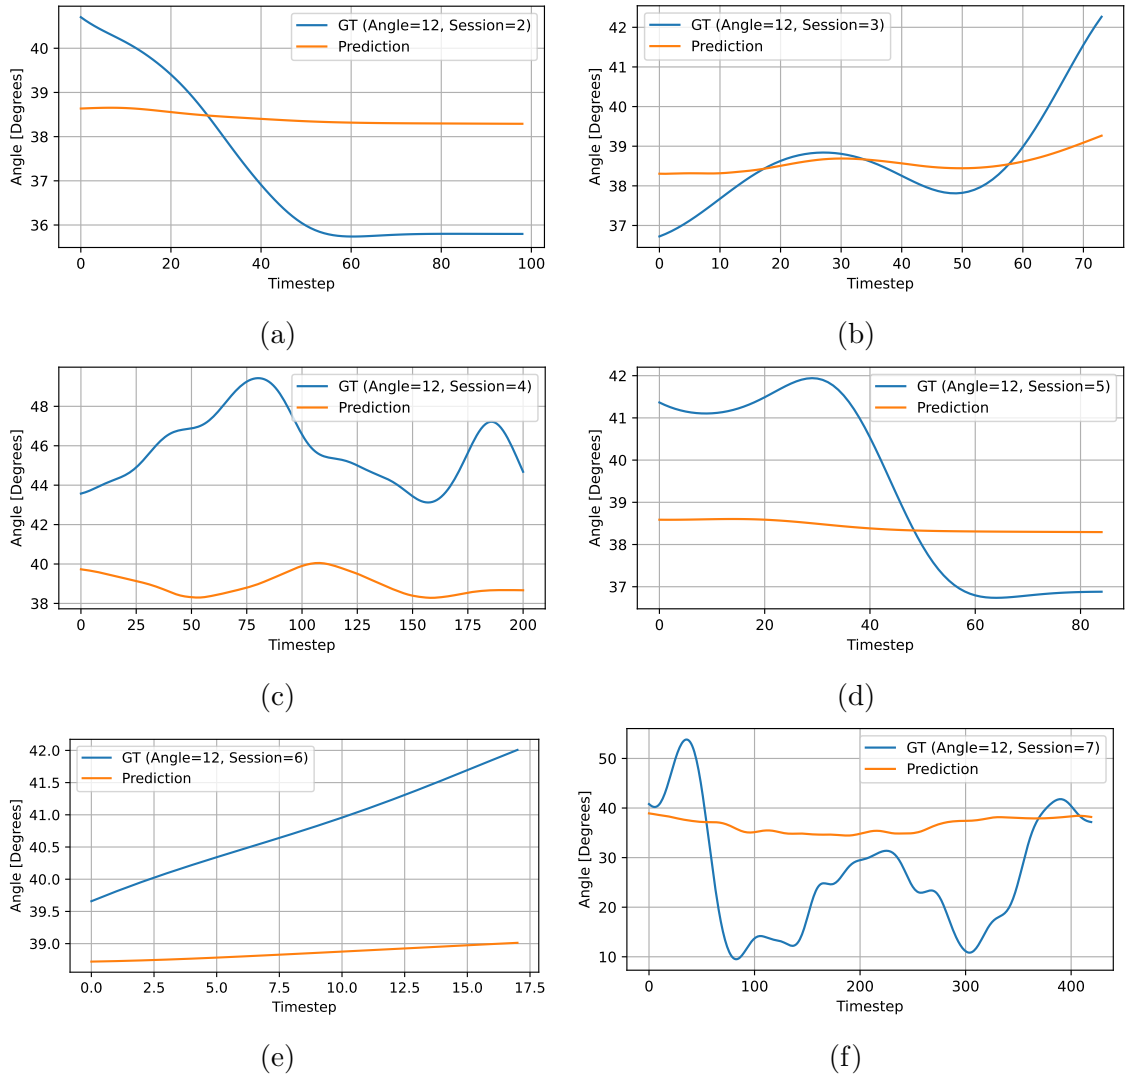 GT (Angle=12, Session=2)
Prediction
Angle [Degrees]
40
39
38
37
36
0 20 40 60 80 100
Timestep
(a)
GT (Angle=12, Session=3)
Prediction
Angle [Degrees]
42
41
40
39
38
37
0 10 20 30 40 50 60 70
Timestep
(b)
GT (Angle=12, Session=4)
Prediction
Angle [Degrees]
48
46
44
42
40
38
0 25 50 75 100 125 150 175 200
Timestep
(c)
GT (Angle=12, Session=5)
Prediction
Angle [Degrees]
42
41
40
39
38
37
0 20 40 60 80
Timestep
(d)
GT (Angle=12, Session=6)
Prediction
Angle [Degrees]
42.0
41.5
41.0
40.5
40.0
39.5
39.0
0.0 2.5 5.0 7.5 10.0 12.5 15.0 17.5
Timestep
(e)
GT (Angle=12, Session=7)
Prediction
Angle [Degrees]
50
40
30
20
10
0 100 200 300 400
Timestep
(f)